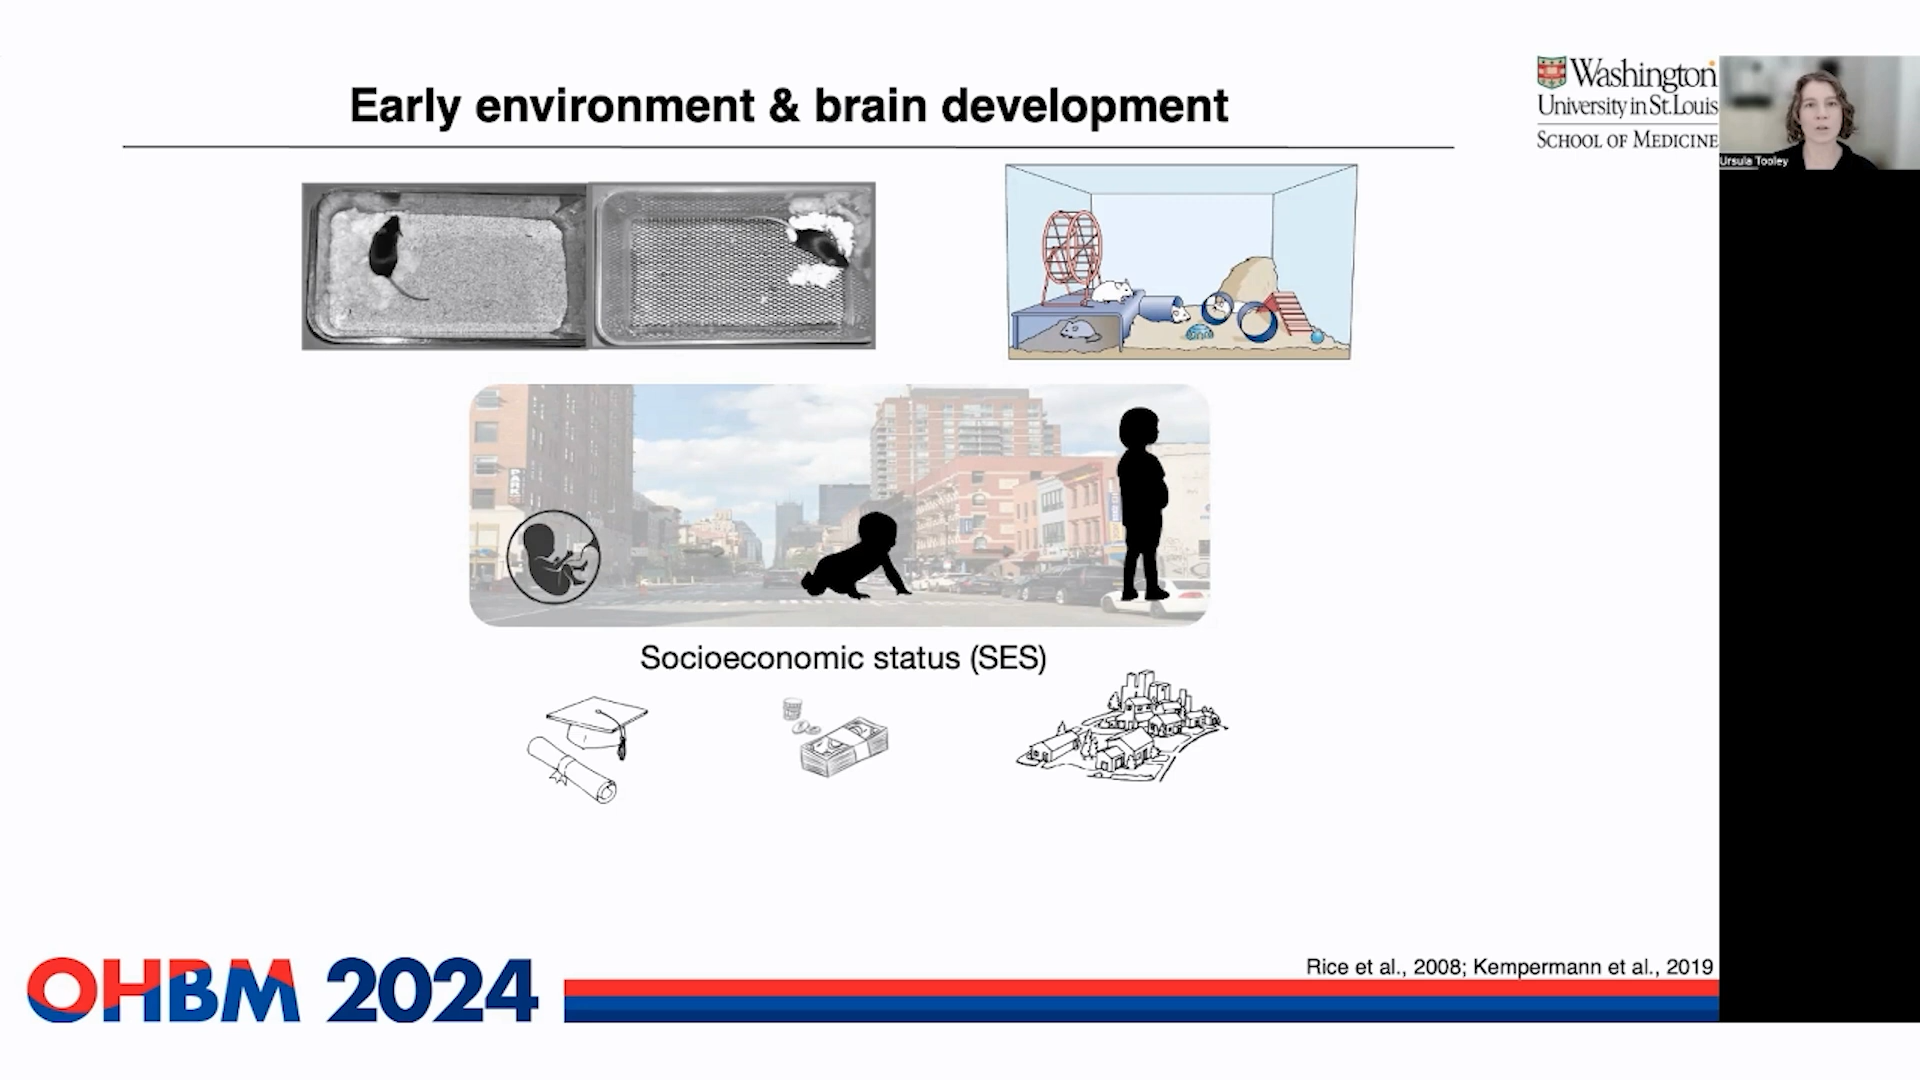 Early environment & brain development
Washington
University in St. Louis
SCHOOL OF MEDICINE
Ursula Tooley
PARK
Socioeconomic status (SES)
Rice et al., 2008; Kempermann et al., 2019
OHBM 2024